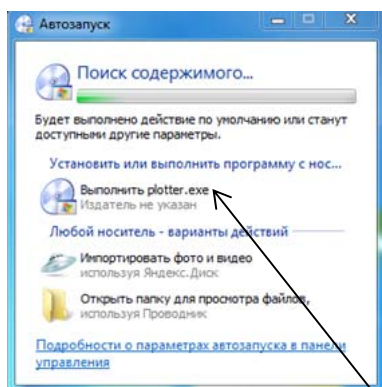 Автозапуск
Поиск содержимого...
Будет выполнено действие по умолчанию или станут
доступными другие параметры.
Установить или выполнить программу с нос...
Выполнить plotter.exe
Издатель не указан
Любой носитель - варианты действий
Импортировать фото и видео
используя Яндекс.Диск
Открыть папку для просмотра файлов,
используя Проводник
Подробности о параметрах автозапуска в панели
управления